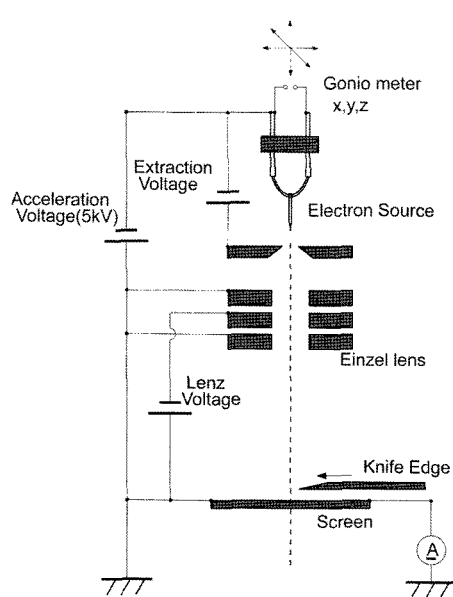 Gonio meter
x,y,z
Extraction
Voltage
Acceleration
Voltage(5kV)
Electron Source
Einzel lens
Lenz
Voltage
Knife Edge
Screen
A